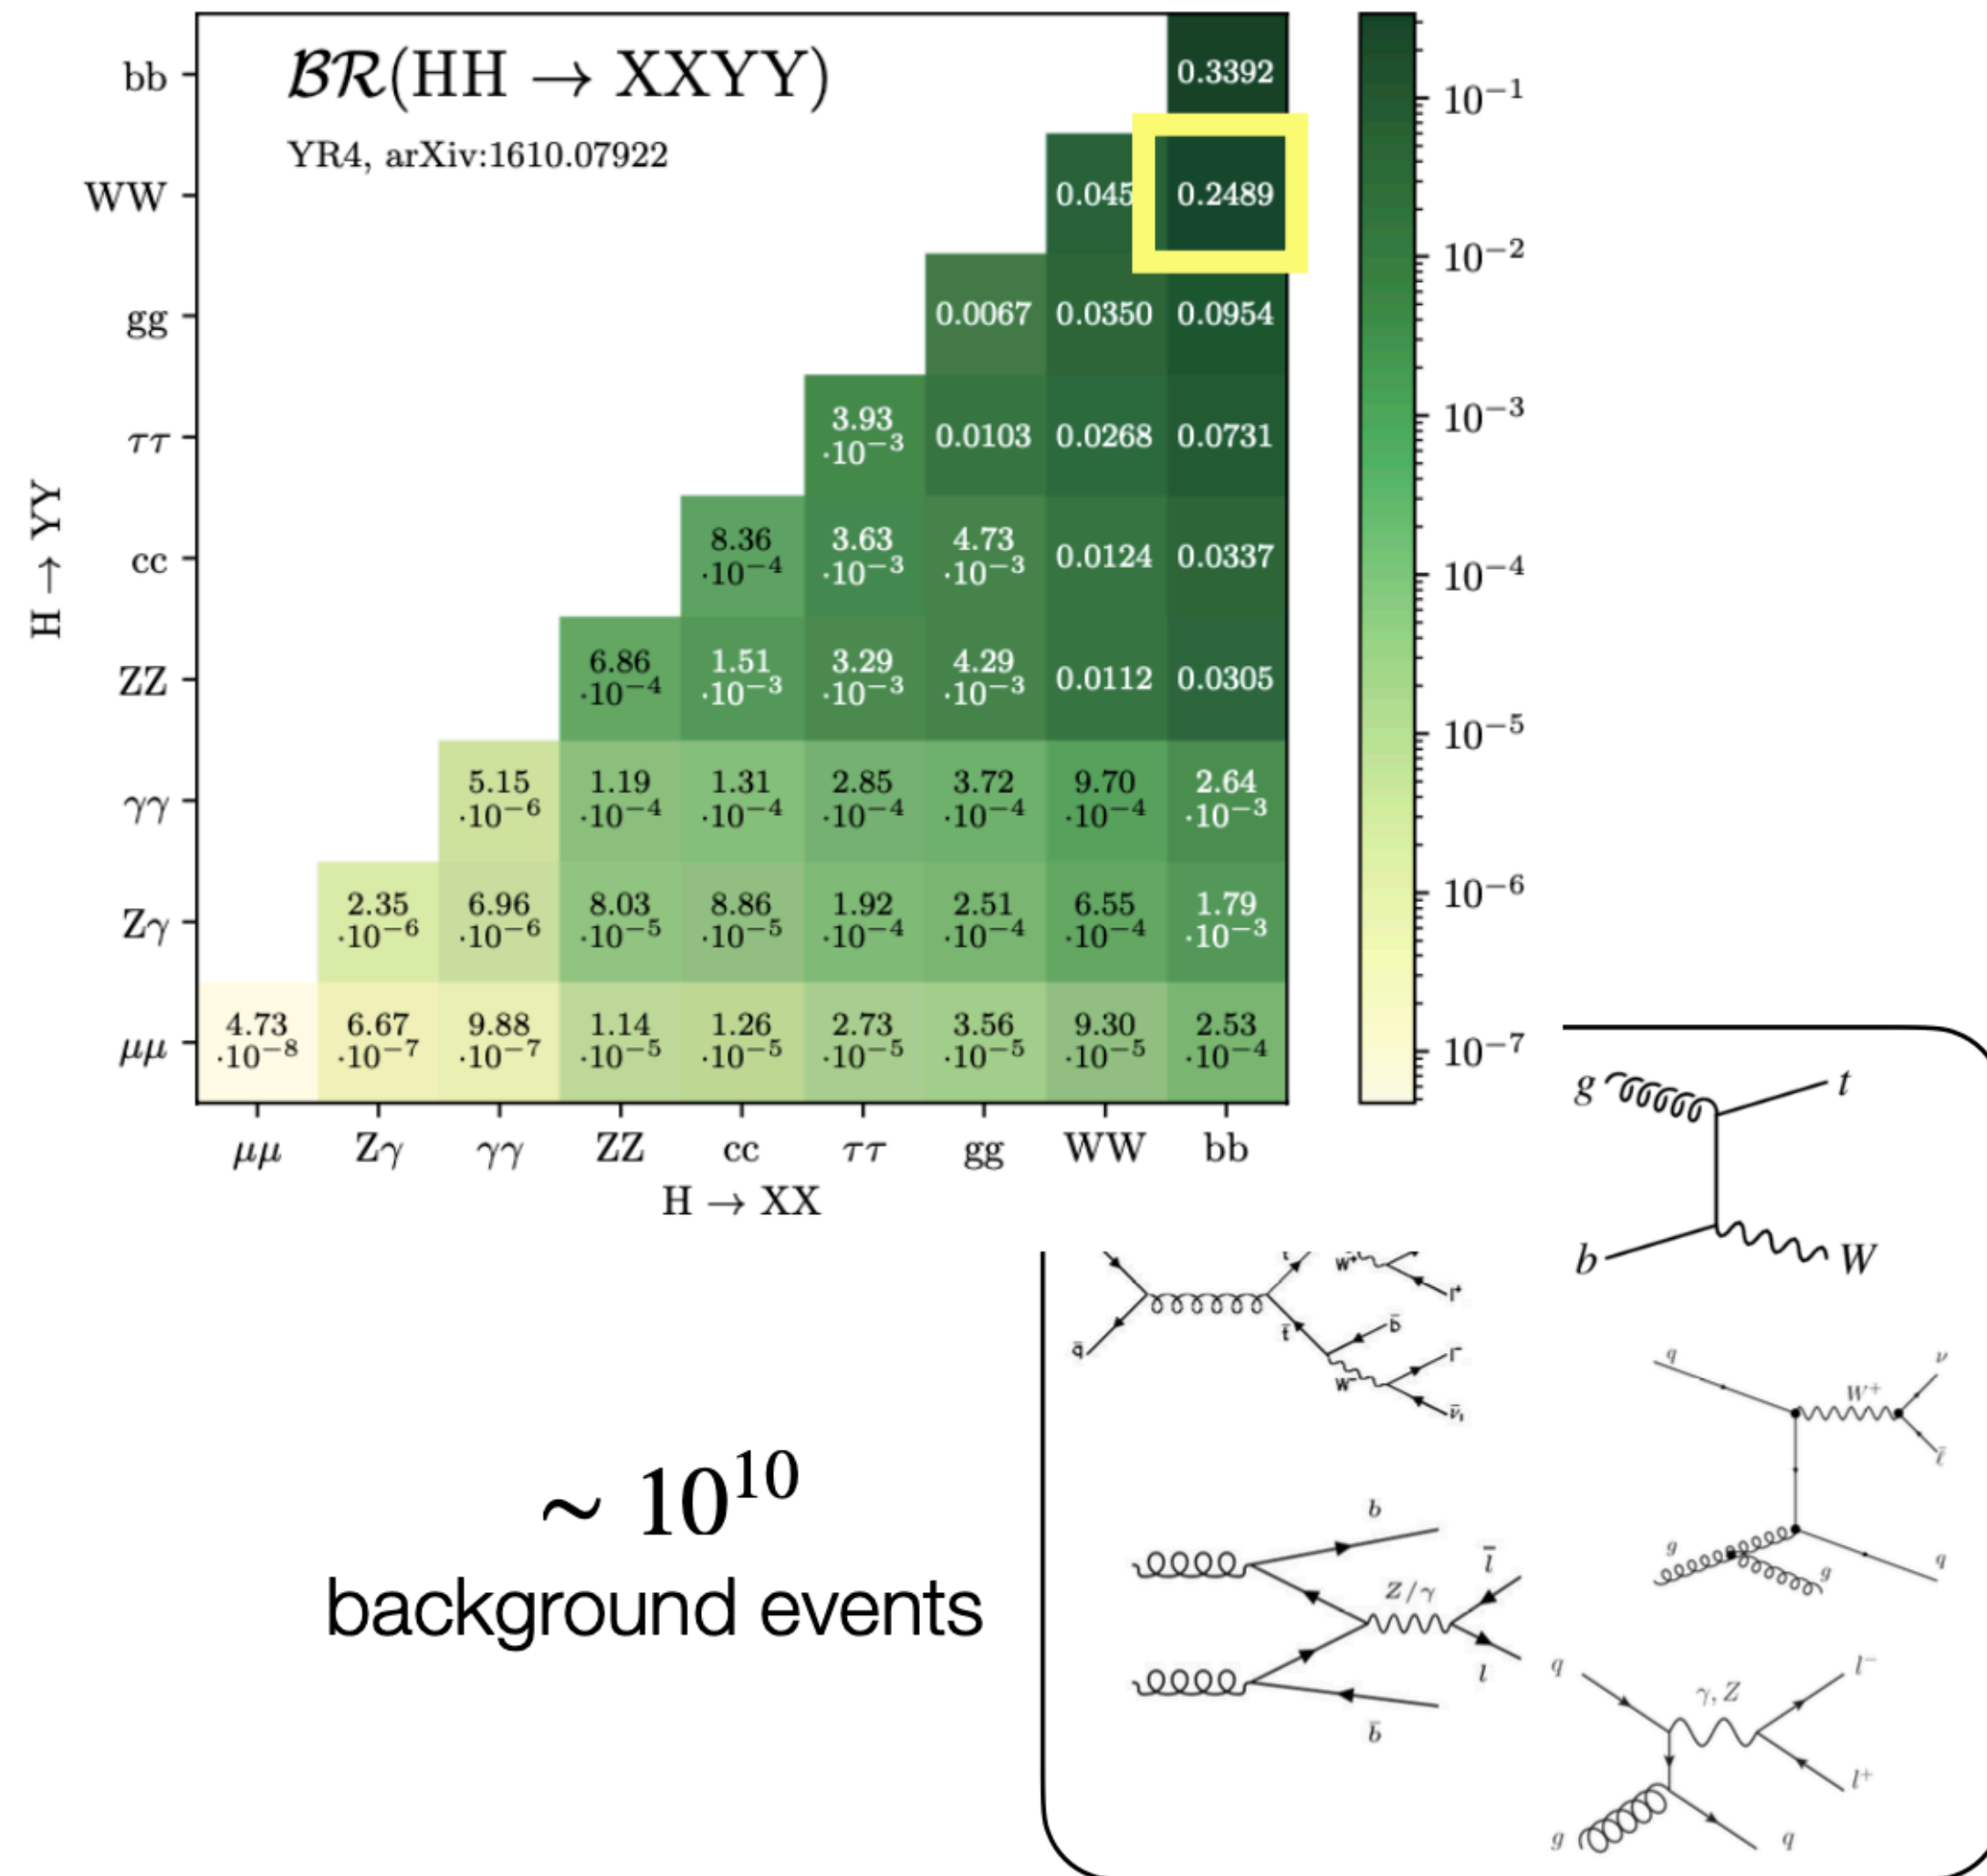 BR(HH → XXYY)
YR4, arXiv:1610.07922
H → YY
bb 0.3392
WW 0.045 0.2489
gg 0.0067 0.0350 0.0954
ττ 3.93 ·10⁻³ 0.0103 0.0268 0.0731
cc 8.36 ·10⁻⁴ 3.63 ·10⁻³ 4.73 ·10⁻³ 0.0124 0.0337
ZZ 6.86 ·10⁻⁴ 1.51 ·10⁻³ 3.29 ·10⁻³ 4.29 ·10⁻³ 0.0112 0.0305
γγ 5.15 ·10⁻⁶ 1.19 ·10⁻⁴ 1.31 ·10⁻⁴ 2.85 ·10⁻⁴ 3.72 ·10⁻⁴ 9.70 ·10⁻⁴ 2.64 ·10⁻³
Zγ 2.35 ·10⁻⁶ 6.96 ·10⁻⁶ 8.03 ·10⁻⁵ 8.86 ·10⁻⁵ 1.92 ·10⁻⁴ 2.51 ·10⁻⁴ 6.55 ·10⁻⁴ 1.79 ·10⁻³
μμ 4.73 ·10⁻⁸ 6.67 ·10⁻⁷ 9.88 ·10⁻⁷ 1.14 ·10⁻⁵ 1.26 ·10⁻⁵ 2.73 ·10⁻⁵ 3.56 ·10⁻⁵ 9.30 ·10⁻⁵ 2.53 ·10⁻⁴
μμ Zγ γγ ZZ cc ττ gg WW bb
H → XX
10⁻¹
10⁻²
10⁻³
10⁻⁴
10⁻⁵
10⁻⁶
10⁻⁷
g t
b W
W⁺ l⁺
q̄ t̄ b̄
l⁻
W⁻
ν̄ₗ
q W⁺ ν
ℓ̄
g g q
~ 10¹⁰
background events
b
Z/γ l̄
l
b̄
q γ, Z l⁻
l⁺
g q